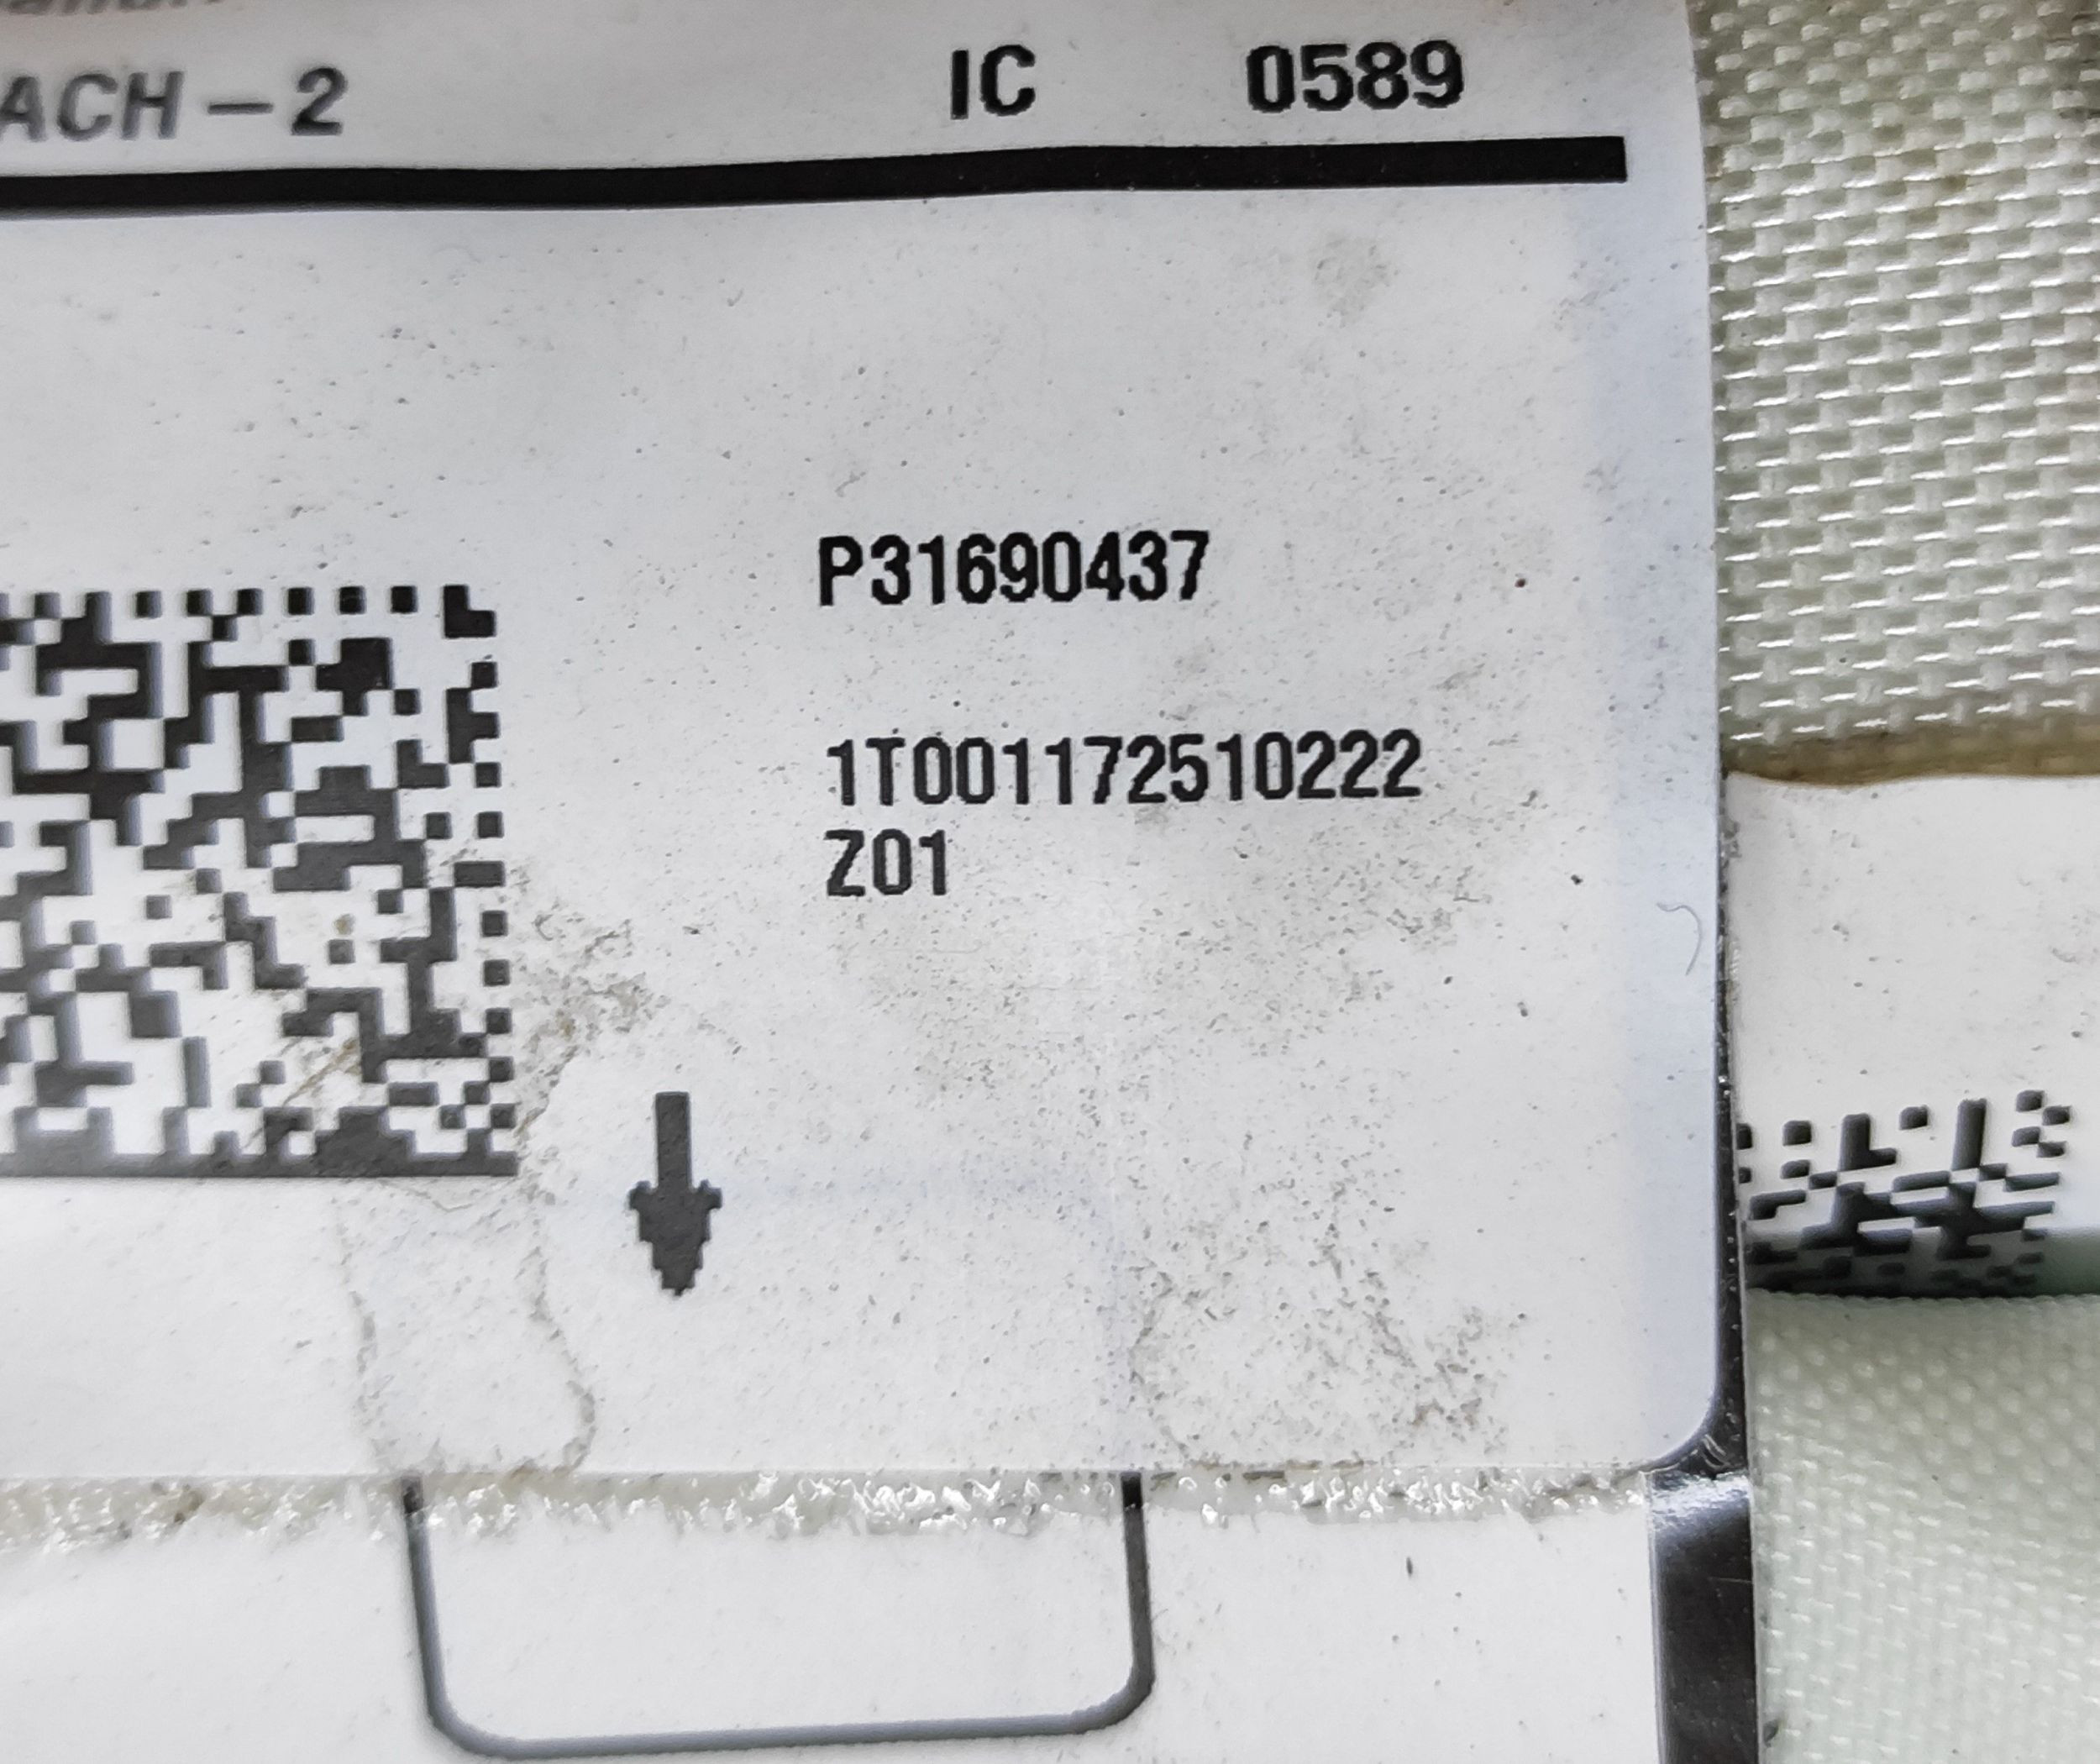 ACH – 2 IC 0589
P31690437
1T001172510222
Z01